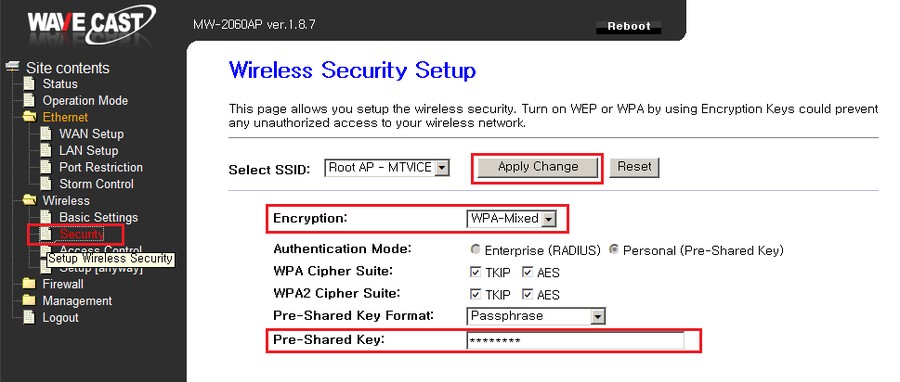 WAVE CAST
MW-2060AP ver.1.8.7
Reboot
Site contents
Status
Operation Mode
Ethernet
WAN Setup
LAN Setup
Port Restriction
Storm Control
Wireless
Basic Settings
Security
Access Control
Setup Wireless Security
Setup [anyway]
Firewall
Management
Logout
Wireless Security Setup
This page allows you setup the wireless security. Turn on WEP or WPA by using Encryption Keys could prevent
any unauthorized access to your wireless network.
Select SSID: Root AP - MTVICE Apply Change Reset
Encryption: WPA-Mixed
Authentication Mode: Enterprise (RADIUS) Personal (Pre-Shared Key)
WPA Cipher Suite: TKIP AES
WPA2 Cipher Suite: TKIP AES
Pre-Shared Key Format: Passphrase
Pre-Shared Key: ********